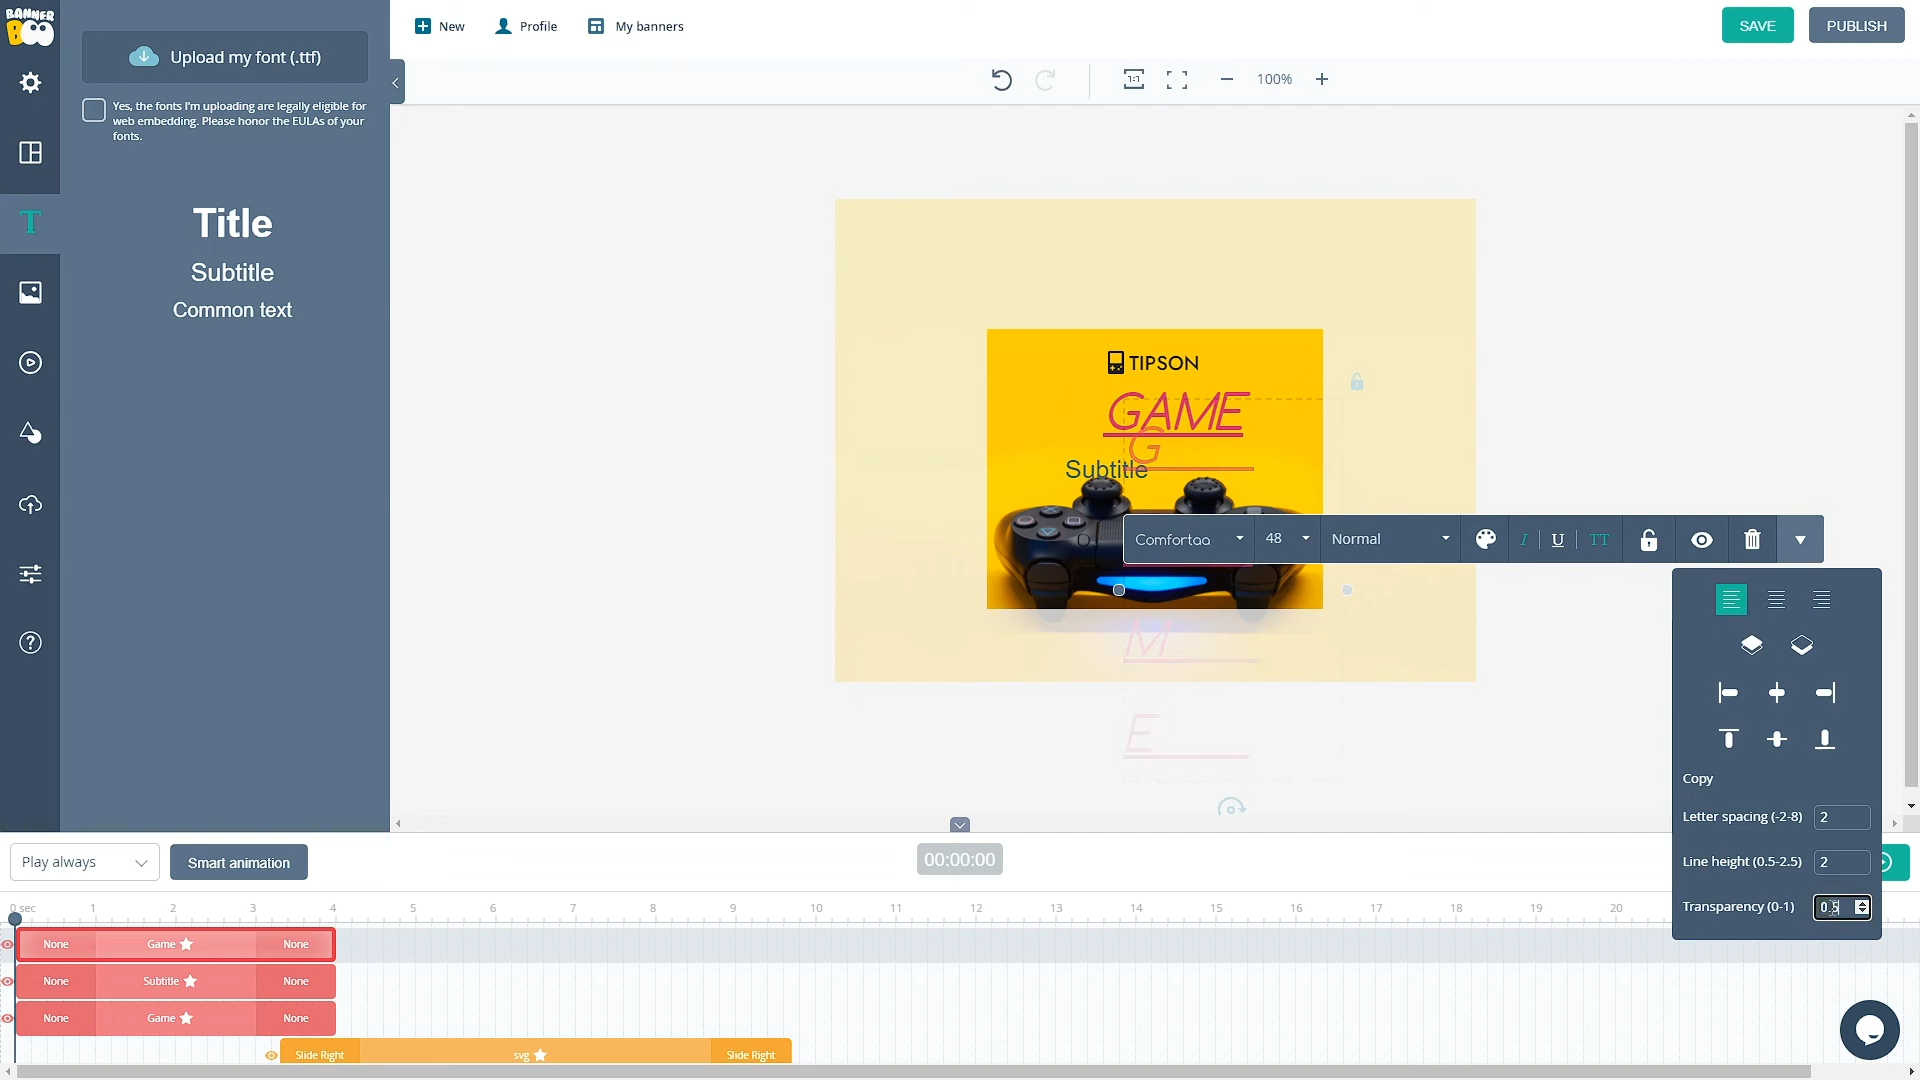 BANNER
BOO
Upload my font (.ttf)
Yes, the fonts I'm uploading are legally eligible for
web embedding. Please honor the EULAs of your
fonts.
Title
Subtitle
Common text
New
Profile
My banners
SAVE
PUBLISH
1:1
100%
TIPSON
GAME
G
Subtitle
M
E
Comfortaa
48
Normal
I
U
TT
Copy
Letter spacing (-2-8)
2
Line height (0.5-2.5)
2
Transparency (0-1)
0.5
Play always
Smart animation
00:00:00
0 sec 1 2 3 4 5 6 7 8 9 10 11 12 13 14 15 16 17 18 19 20
None Game None
None Subtitle None
None Game None
Slide Right svg Slide Right